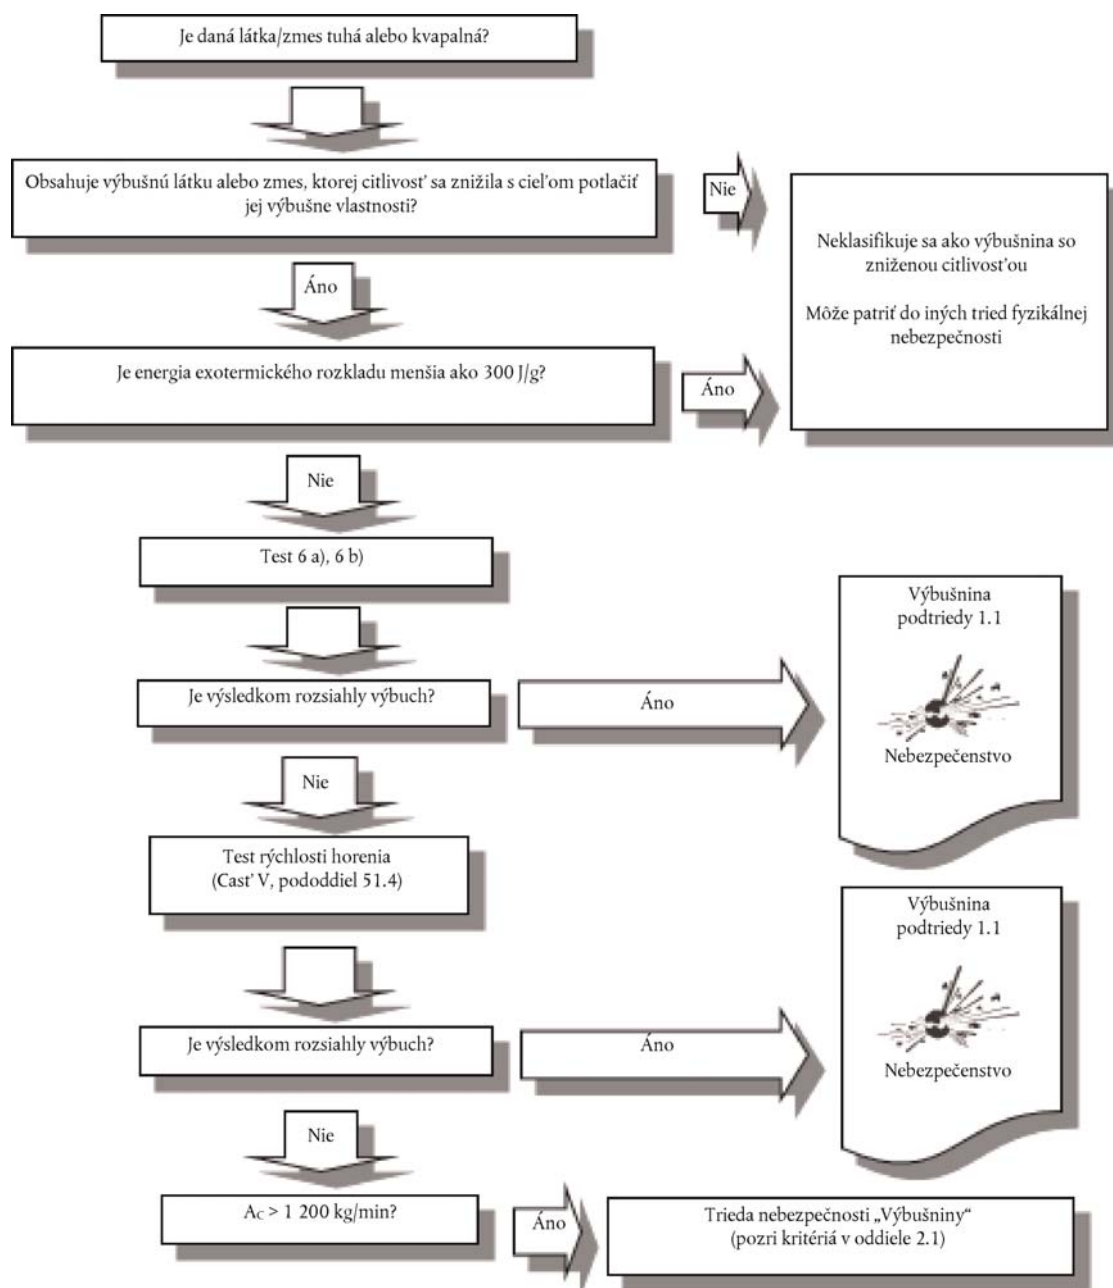 Je daná látka/zmes tuhá alebo kvapalná?
Obsahuje výbušnú látku alebo zmes, ktorej citlivosť sa znižila s cieľom potlačiť
jej výbušne vlastnosti?
Nie
Neklasifikuje sa ako výbušnina so
zniženou citlivosťou
Môže patriť do iných tried fyzikálnej
nebezpečnosti
Áno
Je energia exotermického rozkladu menšia ako 300 J/g?
Áno
Nie
Test 6 a), 6 b)
Je výsledkom rozsiahly výbuch?
Áno
Výbušnina
podtriedy 1.1
Nebezpečenstvo
Nie
Test rýchlosti horenia
(Casť V, pododdiel 51.4)
Je výsledkom rozsiahly výbuch?
Áno
Výbušnina
podtriedy 1.1
Nebezpečenstvo
Nie
AC > 1 200 kg/min?
Áno
Trieda nebezpečnosti „Výbušniny“
(pozri kritériá v oddiele 2.1)